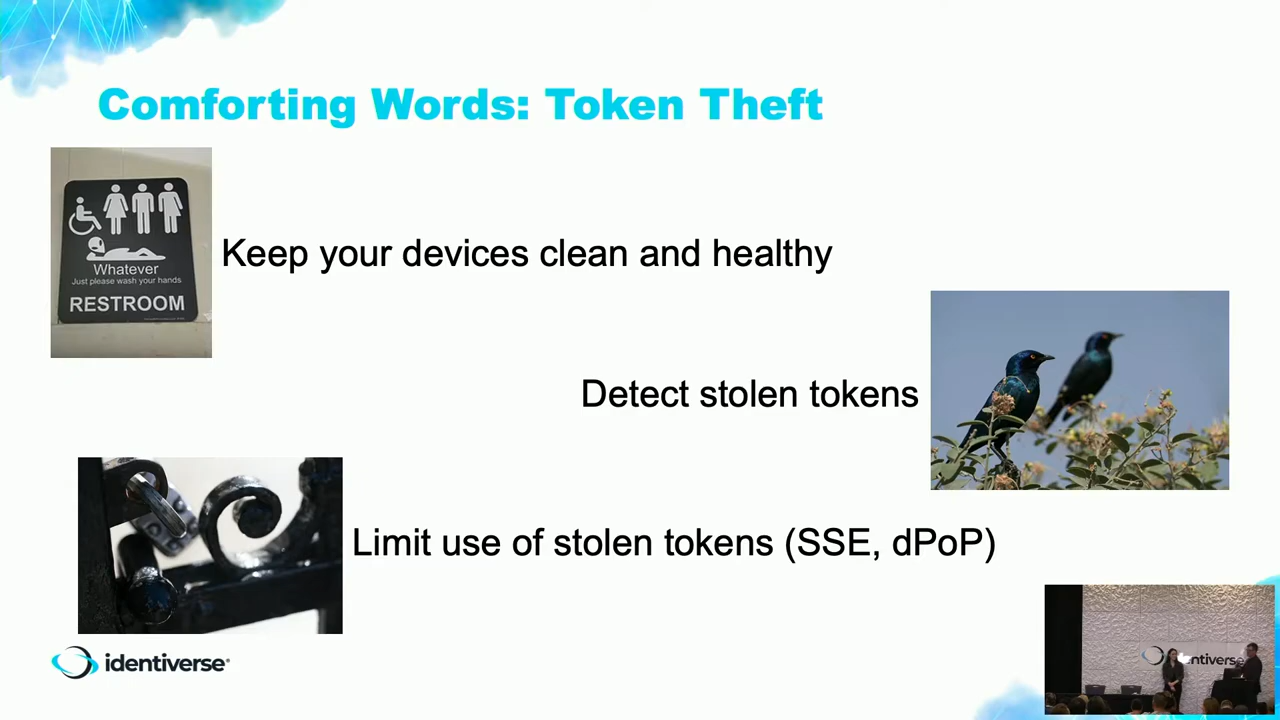 Comforting Words: Token Theft
Whatever
Just please wash your hands
RESTROOM
Keep your devices clean and healthy
Detect stolen tokens
Limit use of stolen tokens (SSE, dPoP)
identiverse